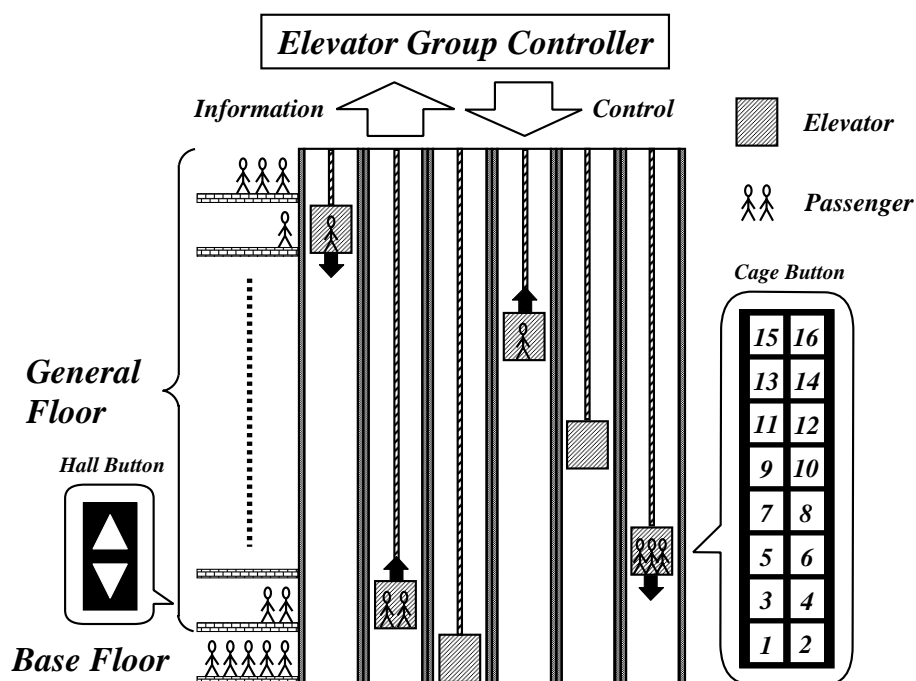 Elevator Group Controller
Information
Control
Elevator
Passenger
Cage Button
15 16
13 14
11 12
9 10
7 8
5 6
3 4
1 2
General
Floor
Hall Button
Base Floor